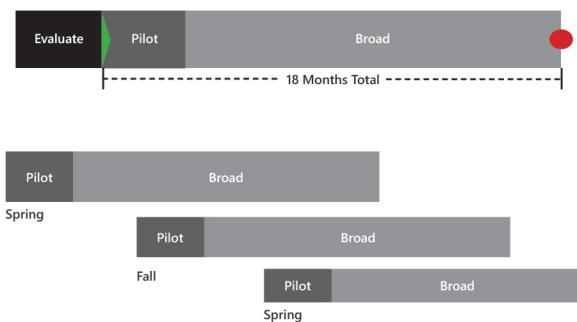 Evaluate Pilot Broad
18 Months Total
Pilot Broad
Spring
Pilot Broad
Fall
Pilot Broad
Spring